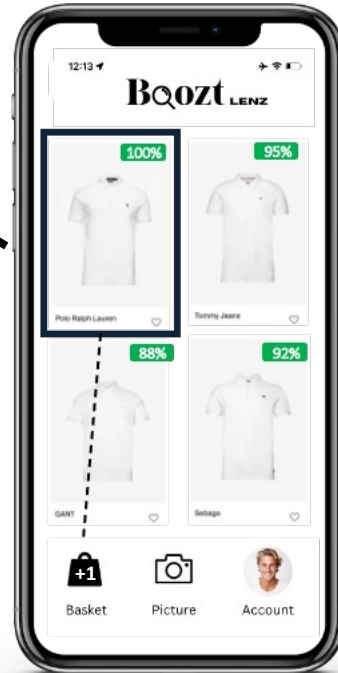 12:13
Boozt LENZ
100%
95%
Polo Ralph Lauren
Tommy Jeans
88%
92%
GANT
Sebago
+1
Basket
Picture
Account